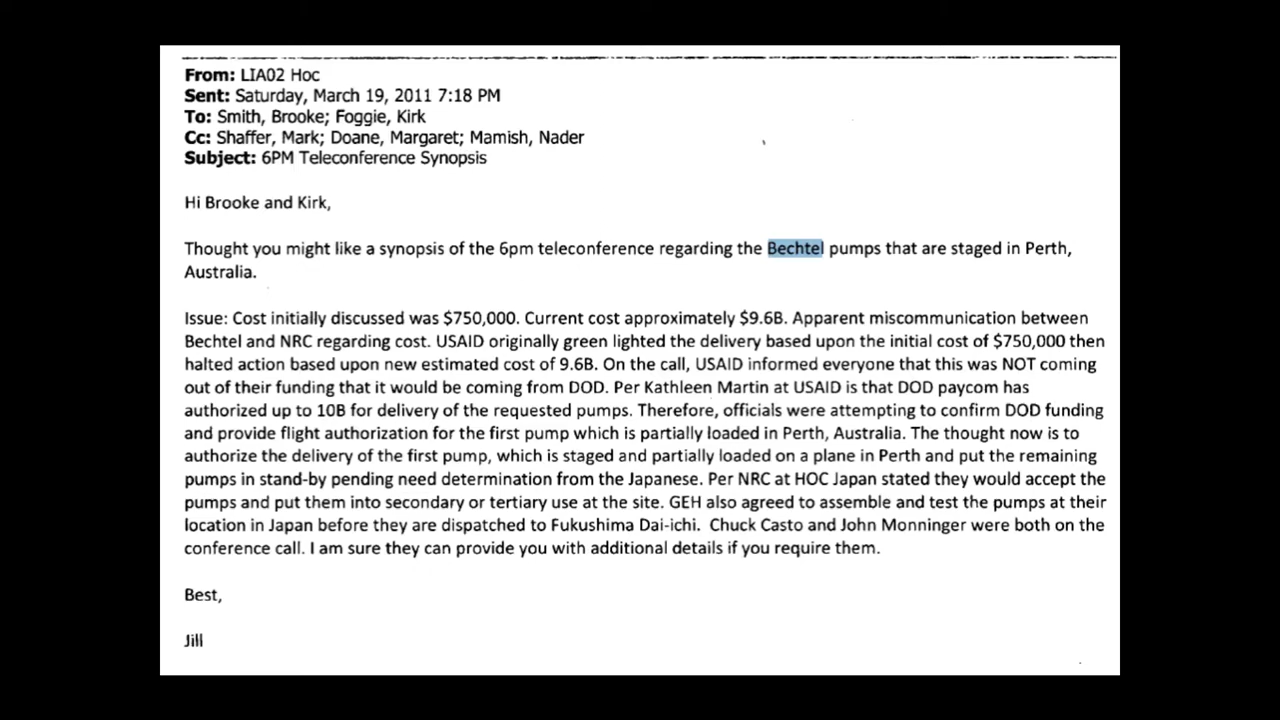 From: LIA02 Hoc
Sent: Saturday, March 19, 2011 7:18 PM
To: Smith, Brooke; Foggie, Kirk
Cc: Shaffer, Mark; Doane, Margaret; Mamish, Nader
Subject: 6PM Teleconference Synopsis
Hi Brooke and Kirk,
Thought you might like a synopsis of the 6pm teleconference regarding the Bechtel pumps that are staged in Perth,
Australia.
Issue: Cost initially discussed was $750,000. Current cost approximately $9.6B. Apparent miscommunication between
Bechtel and NRC regarding cost. USAID originally green lighted the delivery based upon the initial cost of $750,000 then
halted action based upon new estimated cost of 9.6B. On the call, USAID informed everyone that this was NOT coming
out of their funding that it would be coming from DOD. Per Kathleen Martin at USAID is that DOD paycom has
authorized up to 10B for delivery of the requested pumps. Therefore, officials were attempting to confirm DOD funding
and provide flight authorization for the first pump which is partially loaded in Perth, Australia. The thought now is to
authorize the delivery of the first pump, which is staged and partially loaded on a plane in Perth and put the remaining
pumps in stand-by pending need determination from the Japanese. Per NRC at HOC Japan stated they would accept the
pumps and put them into secondary or tertiary use at the site. GEH also agreed to assemble and test the pumps at their
location in Japan before they are dispatched to Fukushima Dai-ichi. Chuck Casto and John Monninger were both on the
conference call. I am sure they can provide you with additional details if you require them.
Best,
Jill